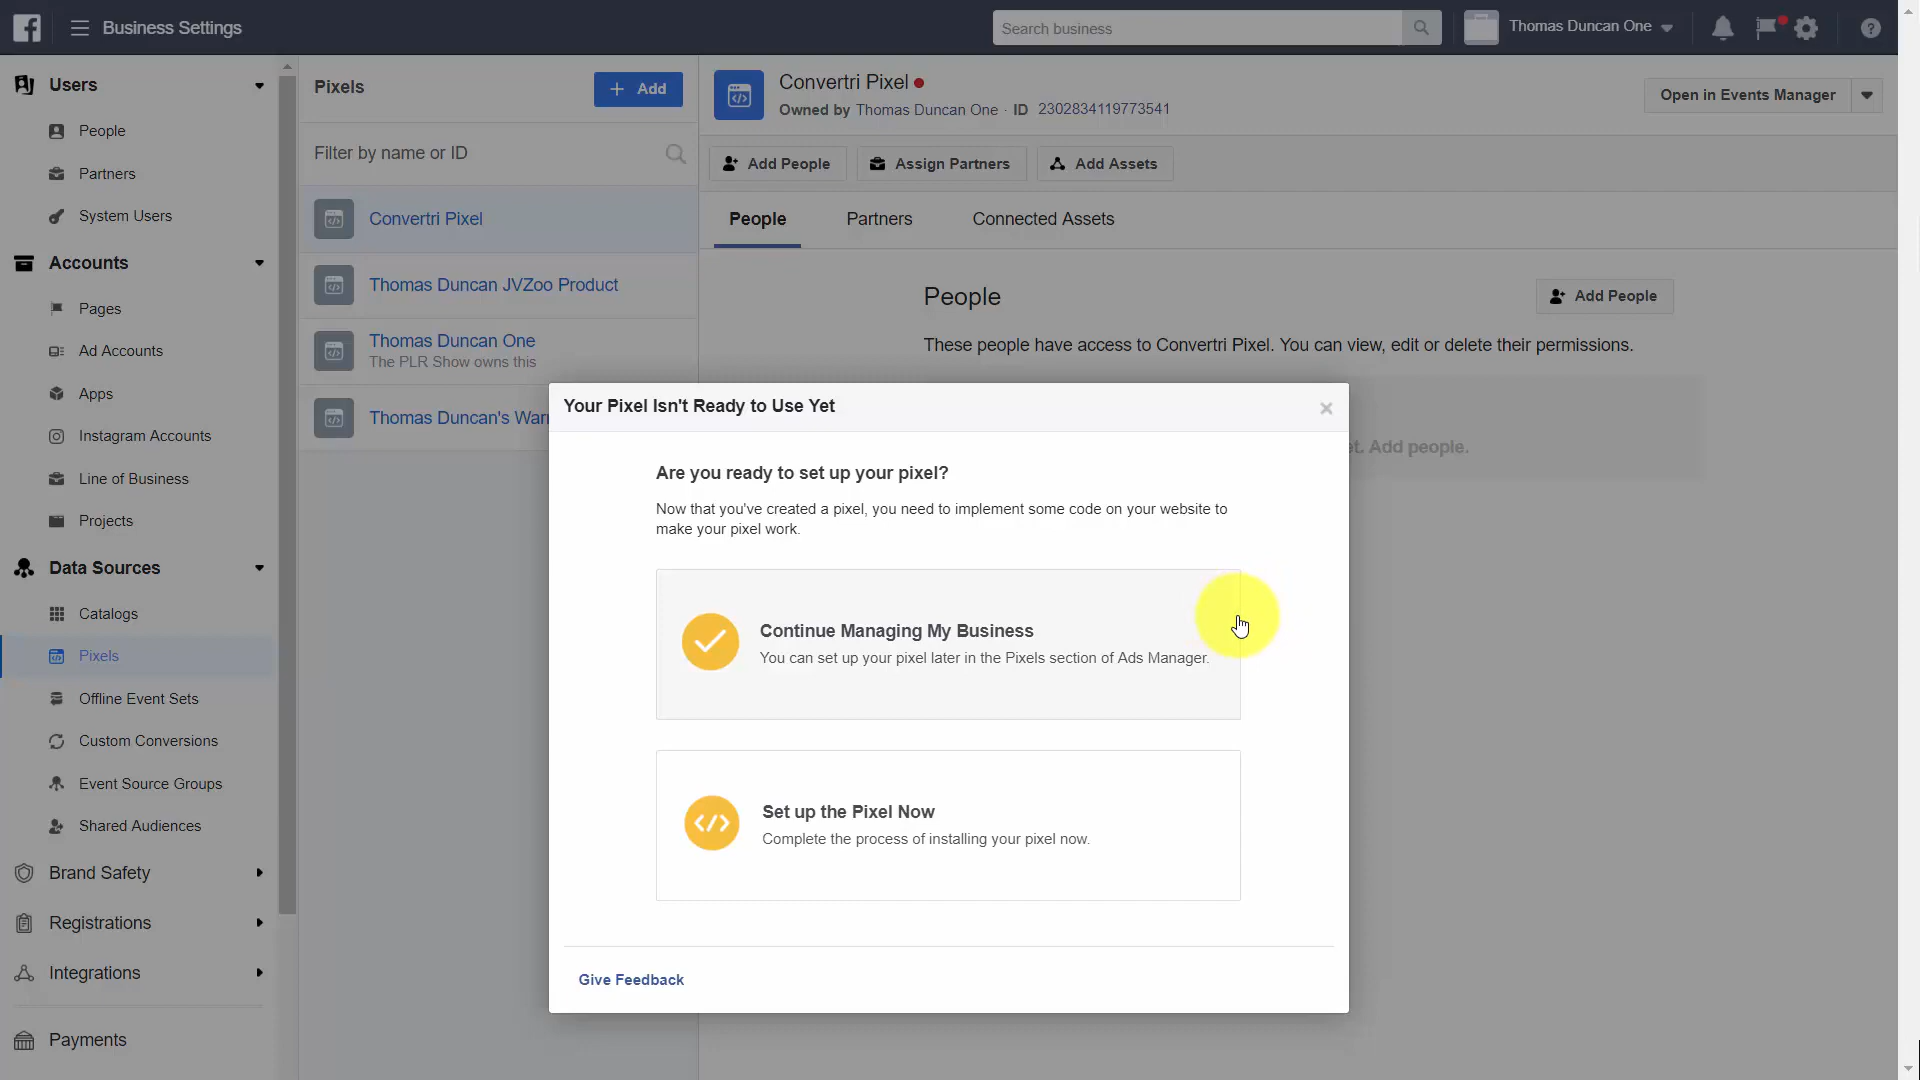 Business Settings
Search business
Thomas Duncan One
Users
People
Partners
System Users
Accounts
Pages
Ad Accounts
Apps
Instagram Accounts
Line of Business
Projects
Data Sources
Catalogs
Pixels
Offline Event Sets
Custom Conversions
Event Source Groups
Shared Audiences
Brand Safety
Registrations
Integrations
Payments
Pixels
+ Add
Filter by name or ID
Convertri Pixel
Thomas Duncan JVZoo Product
Thomas Duncan One
The PLR Show owns this
Thomas Duncan's
Convertri Pixel
Owned by Thomas Duncan One · ID 2302834119773541
Open in Events Manager
Add People
Assign Partners
Add Assets
People
Partners
Connected Assets
People
Add People
These people have access to Convertri Pixel. You can view, edit or delete their permissions.
Add people.
Your Pixel Isn't Ready to Use Yet
Are you ready to set up your pixel?
Now that you've created a pixel, you need to implement some code on your website to
make your pixel work.
Continue Managing My Business
You can set up your pixel later in the Pixels section of Ads Manager.
Set up the Pixel Now
Complete the process of installing your pixel now.
Give Feedback